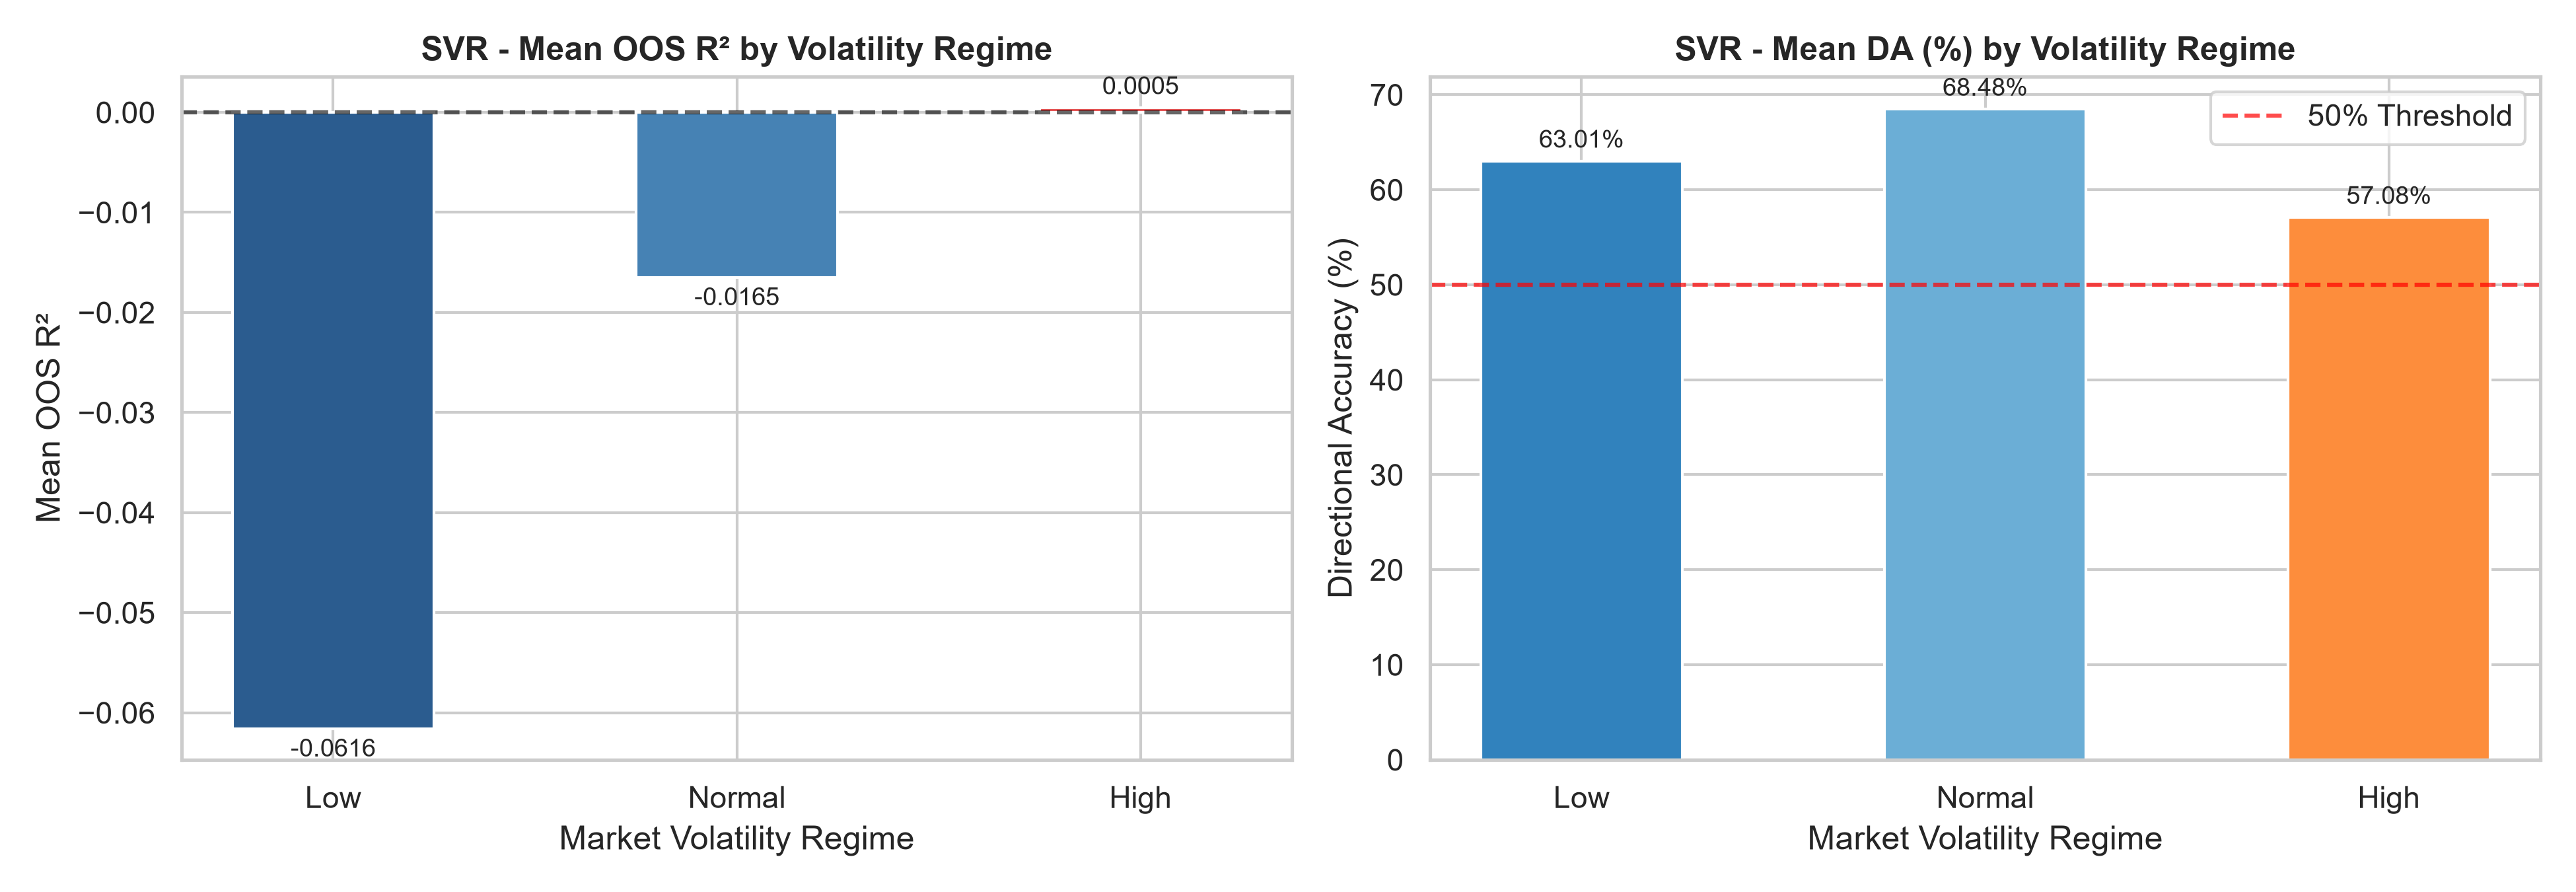 SVR - Mean OOS R² by Volatility Regime
Mean OOS R²
0.00
−0.01
−0.02
−0.03
−0.04
−0.05
−0.06
-0.0616
-0.0165
0.0005
Low
Normal
High
Market Volatility Regime
SVR - Mean DA (%) by Volatility Regime
Directional Accuracy (%)
70
60
50
40
30
20
10
0
63.01%
68.48%
57.08%
50% Threshold
Low
Normal
High
Market Volatility Regime